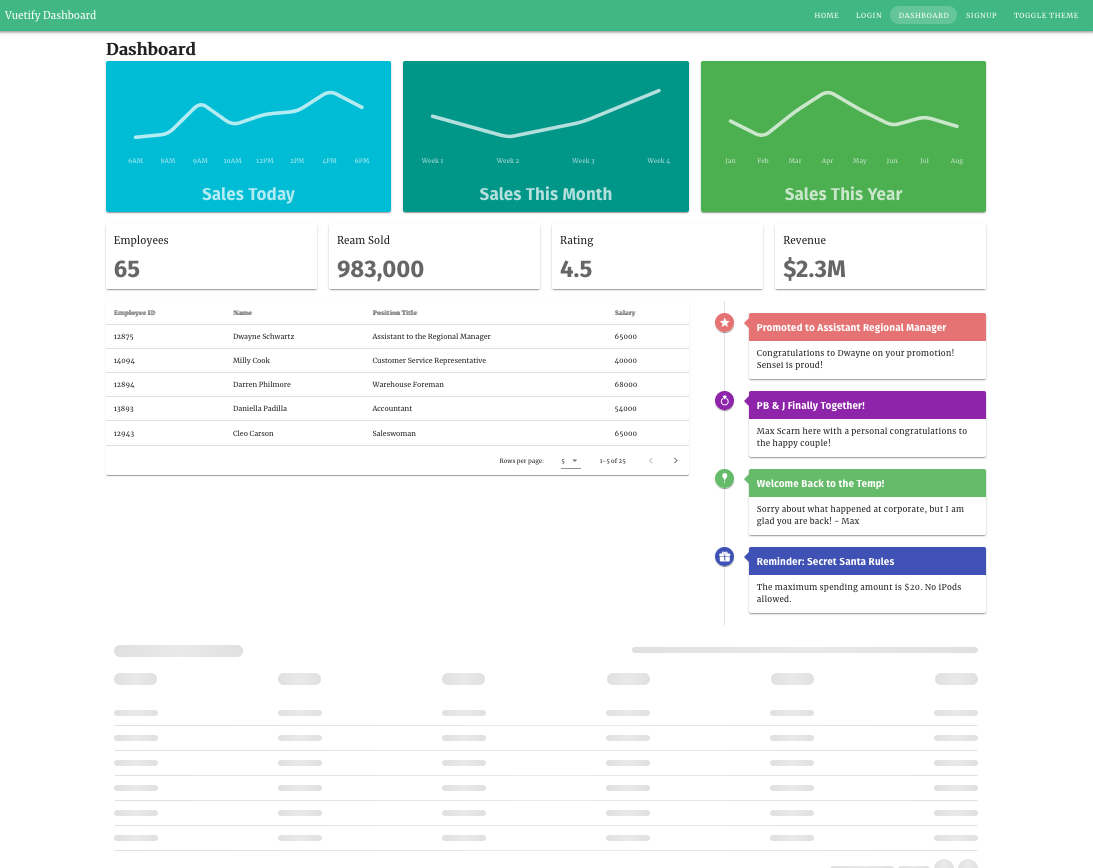 Vuetify Dashboard
HOME LOGIN DASHBOARD SIGNUP TOGGLE THEME
Dashboard
6AM 8AM 9AM 10AM 12PM 2PM 4PM 6PM
Sales Today
Week 1 Week 2 Week 3 Week 4
Sales This Month
Jan Feb Mar Apr May Jun Jul Aug
Sales This Year
Employees
65
Ream Sold
983,000
Rating
4.5
Revenue
$2.3M
Employee ID Name Position Title Salary
12875 Dwayne Schwartz Assistant to the Regional Manager 65000
14094 Milly Cook Customer Service Representative 40000
12894 Darren Philmore Warehouse Foreman 68000
13893 Daniella Padilla Accountant 54000
12943 Cleo Carson Saleswoman 65000
Rows per page: 5 1-5 of 25
Promoted to Assistant Regional Manager
Congratulations to Dwayne on your promotion!
Sensei is proud!
PB & J Finally Together!
Max Scarn here with a personal congratulations to
the happy couple!
Welcome Back to the Temp!
Sorry about what happened at corporate, but I am
glad you are back! - Max
Reminder: Secret Santa Rules
The maximum spending amount is $20. No iPods
allowed.